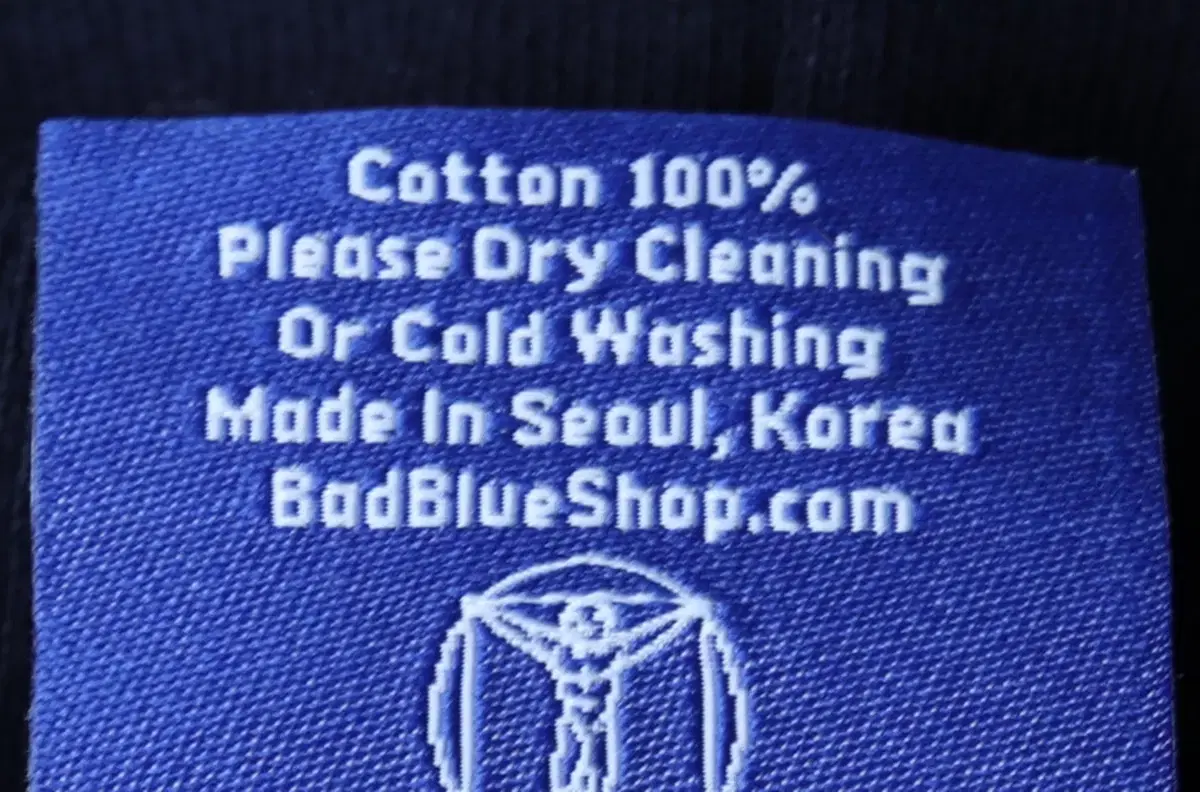 Cotton 100%
Please Dry Cleaning
Or Cold Washing
Made In Seoul, Korea
BadBlueShop.com